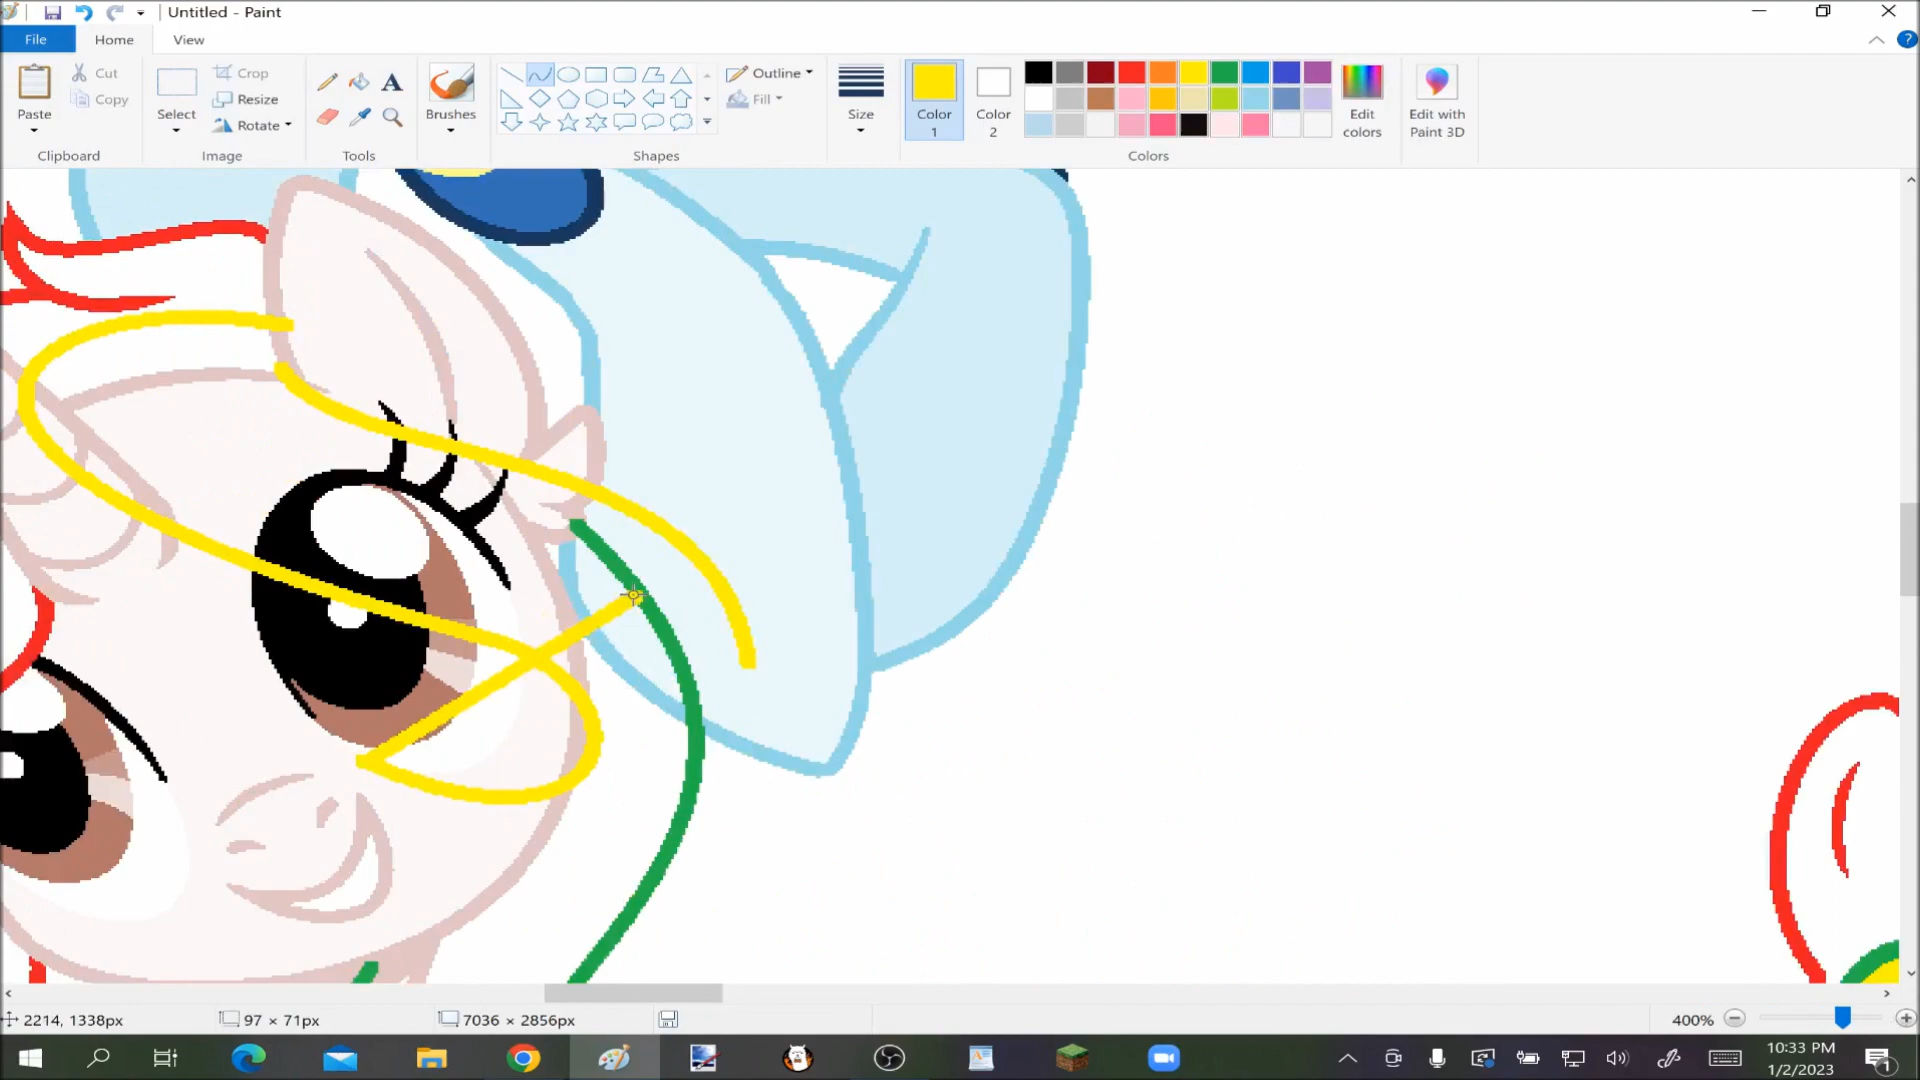 Untitled - Paint
File Home View
Paste
Cut
Copy
Clipboard
Select
Crop
Resize
Rotate
Image
Tools
Brushes
Shapes
Outline
Fill
Size
Color 1
Color 2
Colors
Edit colors
Edit with Paint 3D
2214, 1338px
97 × 71px
7036 × 2856px
400%
10:33 PM
1/2/2023